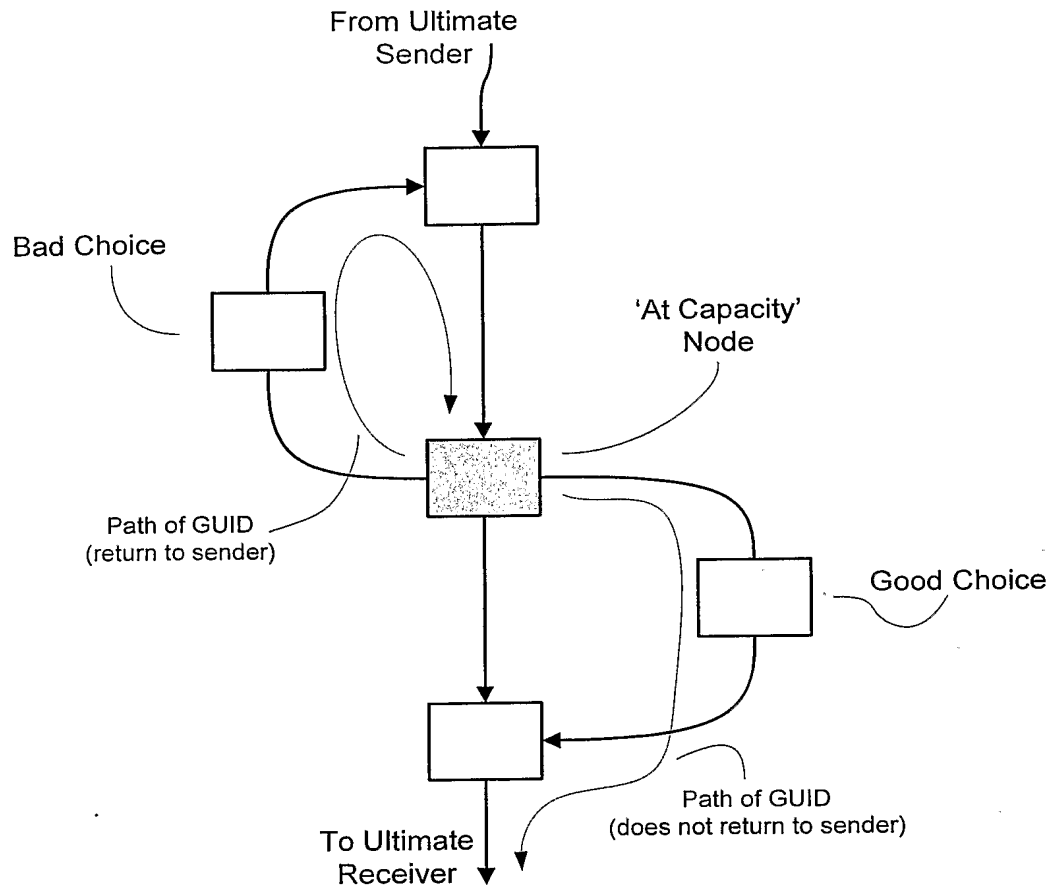 From Ultimate
Sender
Bad Choice
‘At Capacity’
Node
Path of GUID
(return to sender)
Good Choice
Path of GUID
(does not return to sender)
To Ultimate
Receiver